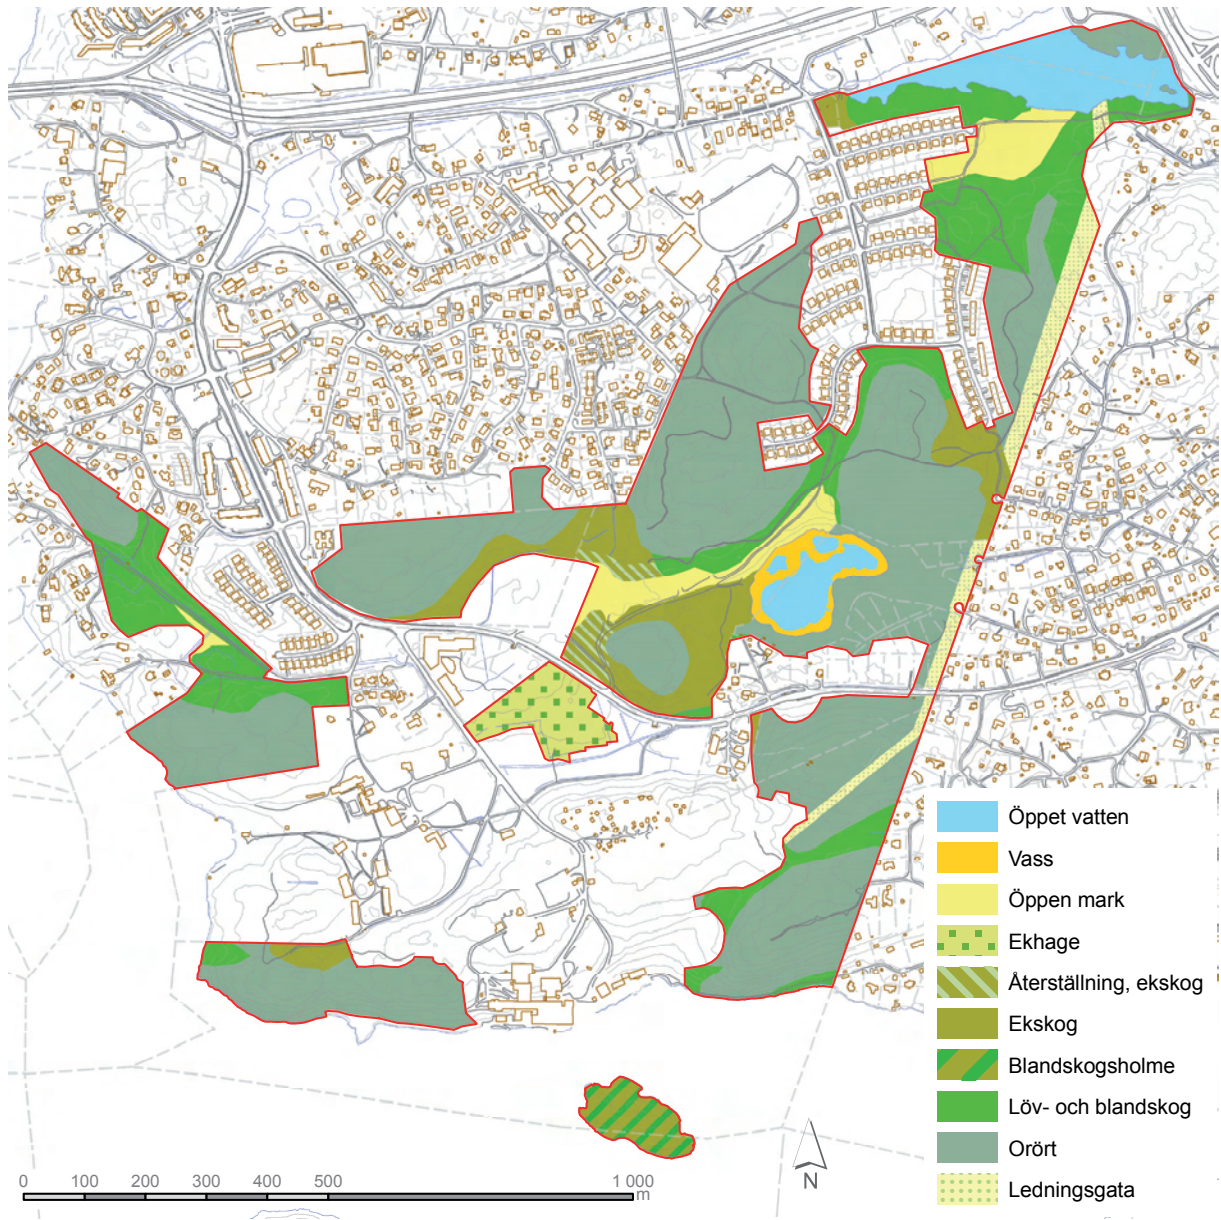 Öppet vatten
Vass
Öppen mark
Ekhage
Återställning, ekskog
Ekskog
Blandskogsholme
Löv- och blandskog
Orört
Ledningsgata
N
0 100 200 300 400 500 1 000
m